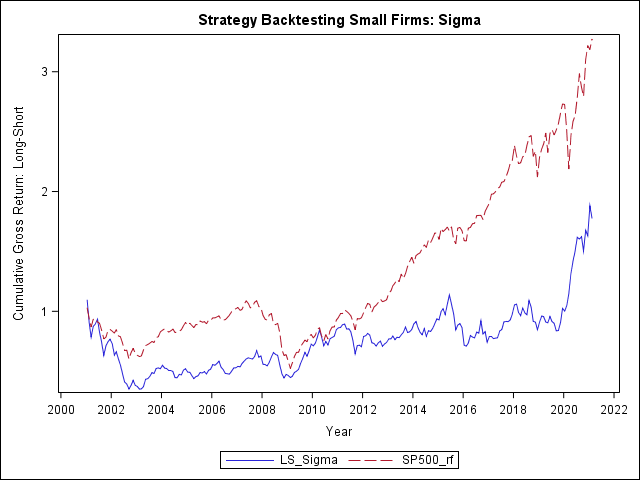 Strategy Backtesting Small Firms: Sigma
Cumulative Gross Return: Long-Short
3
2
1
2000 2002 2004 2006 2008 2010 2012 2014 2016 2018 2020 2022
Year
LS_Sigma SP500_rf